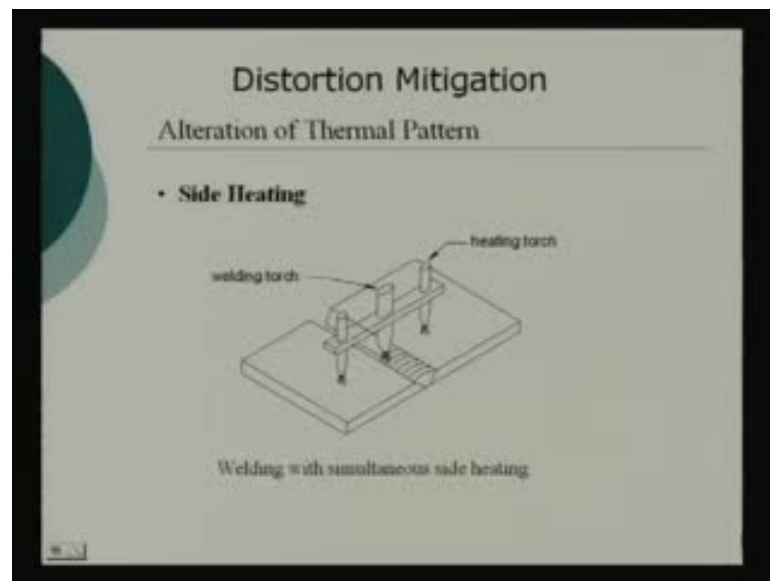 Distortion Mitigation
Alteration of Thermal Pattern
• Side Heating
heating torch
welding torch
Welding with simultaneous side heating